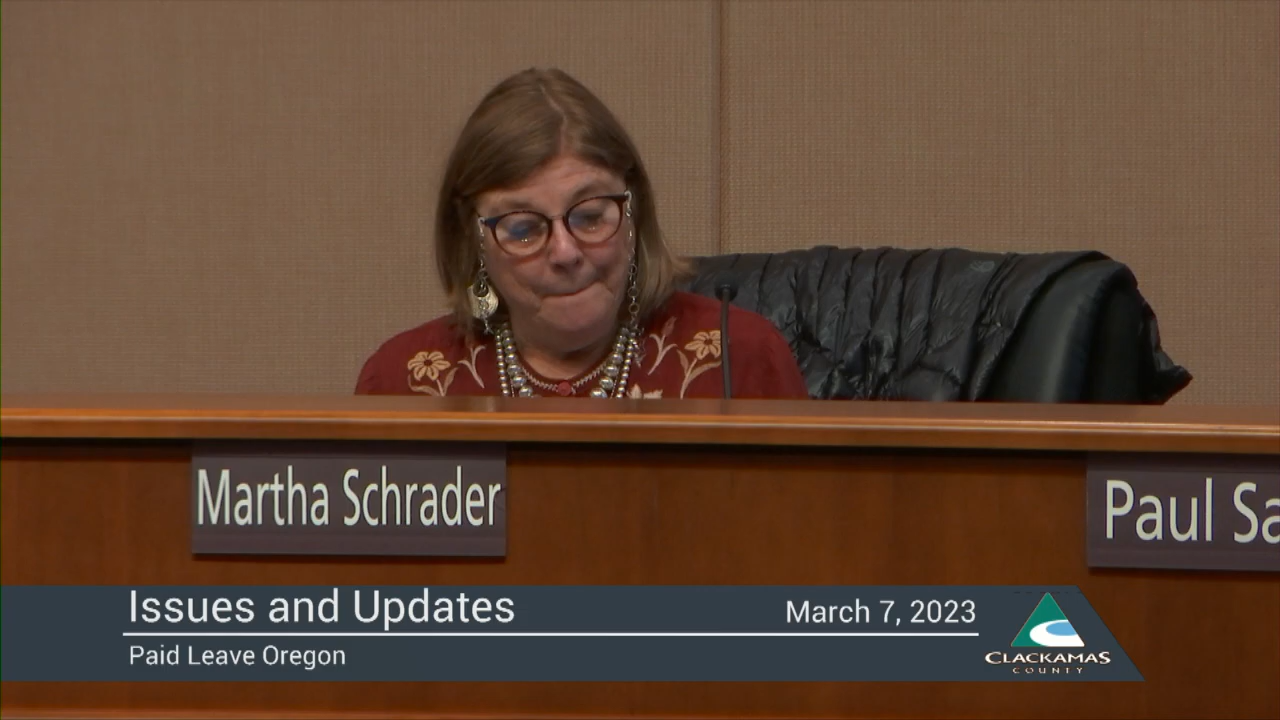 Martha Schrader
Paul Sa
Issues and Updates
March 7, 2023
Paid Leave Oregon
CLACKAMAS
COUNTY